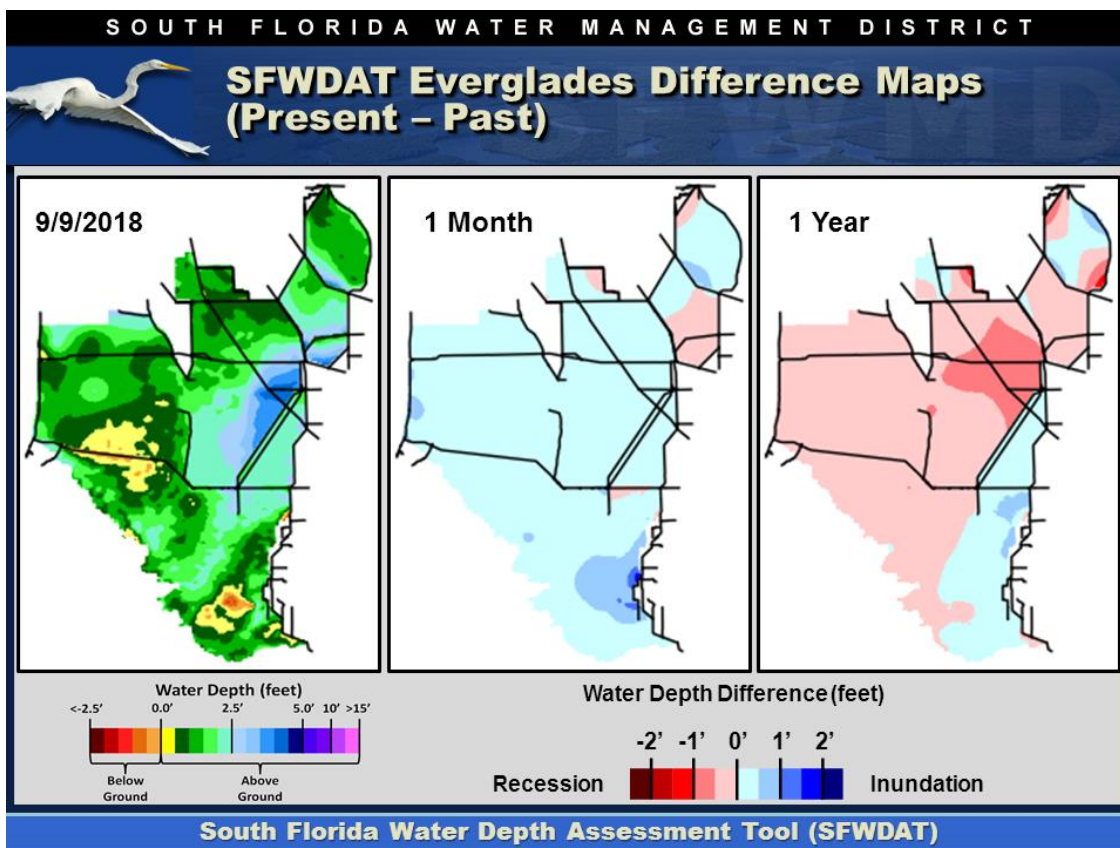 SOUTH FLORIDA WATER MANAGEMENT DISTRICT
SFWDAT Everglades Difference Maps
(Present – Past)
9/9/2018
1 Month
1 Year
Water Depth (feet)
<-2.5' 0.0' 2.5' 5.0' 10' >15'
Below
Ground
Above
Ground
Water Depth Difference (feet)
-2' -1' 0' 1' 2'
Recession
Inundation
South Florida Water Depth Assessment Tool (SFWDAT)